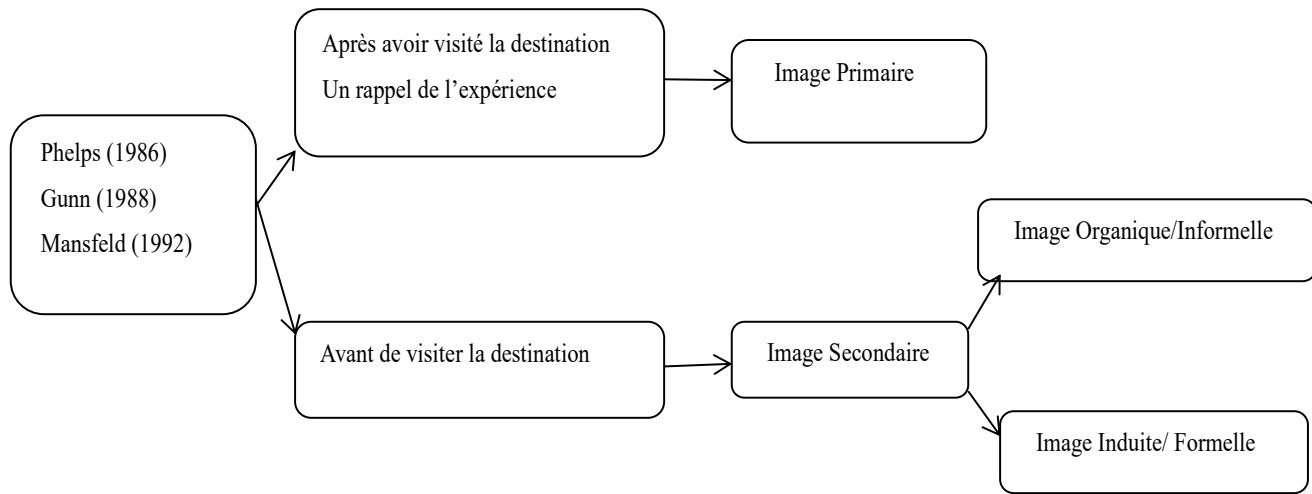 Après avoir visité la destination
Un rappel de l’expérience
Image Primaire
Phelps (1986)
Gunn (1988)
Mansfeld (1992)
Image Organique/Informelle
Avant de visiter la destination
Image Secondaire
Image Induite/ Formelle